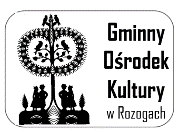 Gminny
Ośrodek
Kultury
w Rozogach